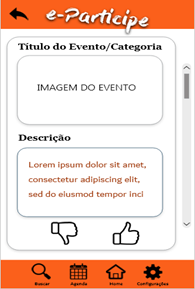 e-Participe
Título do Evento/Categoria
IMAGEM DO EVENTO
Descrição
Lorem ipsum dolor sit amet,
consectetur adipiscing elit,
sed do eiusmod tempor inci
Buscar Agenda Home Configurações